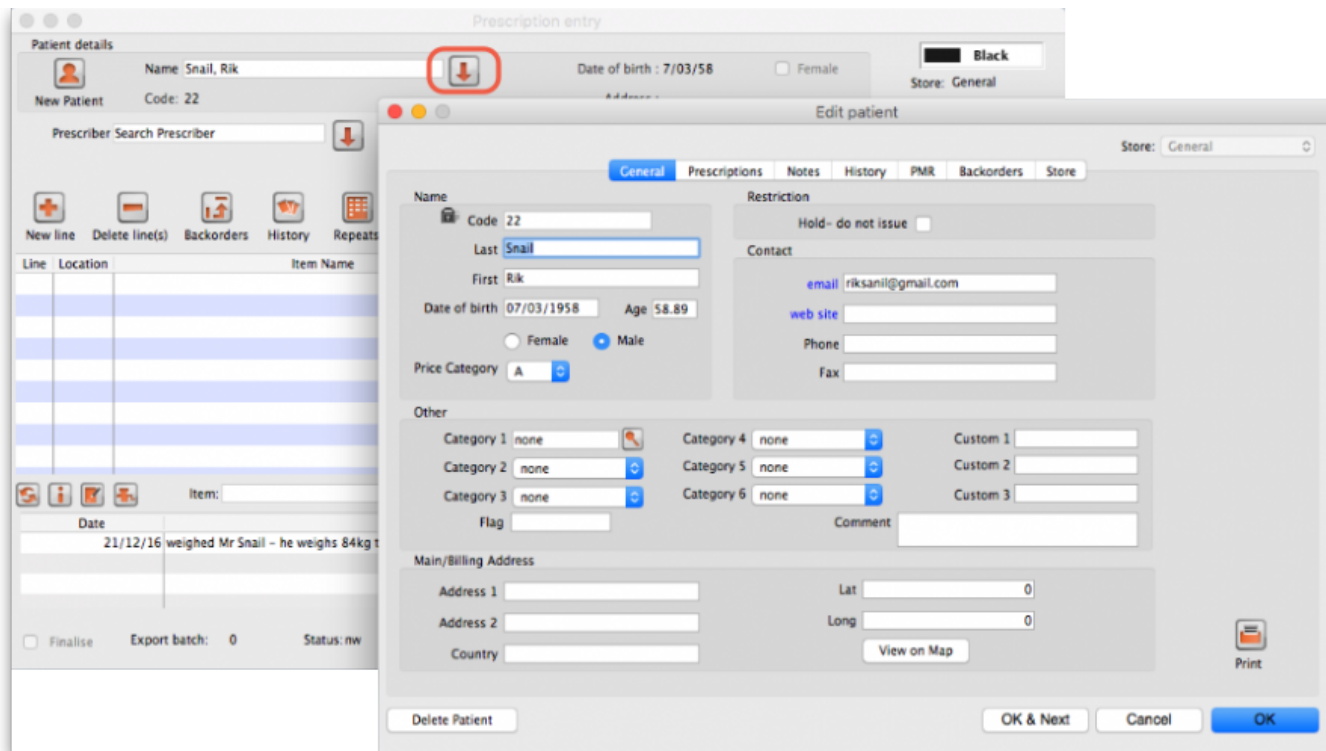 Prescription entry
Patient details
Name Snail, Rik
Date of birth : 7/03/58
Female
Black
New Patient
Code: 22
Address :
Store: General
Prescriber Search Prescriber
New line Delete line(s) Backorders History Repeats
Line Location Item Name
Item:
Date
21/12/16 weighed Mr Snail - he weighs 84kg
Finalise Export batch: 0 Status: nw
Edit patient
Store: General
General Prescriptions Notes History PMR Backorders Store
Name
Code 22
Last Snail
First Rik
Date of birth 07/03/1958 Age 58.89
Female Male
Price Category A
Restriction
Hold- do not issue
Contact
email riksanil@gmail.com
web site
Phone
Fax
Other
Category 1 none Category 4 none Custom 1
Category 2 none Category 5 none Custom 2
Category 3 none Category 6 none Custom 3
Flag Comment
Main/Billing Address
Address 1 Lat 0
Address 2 Long 0
Country View on Map
Print
Delete Patient OK & Next Cancel OK